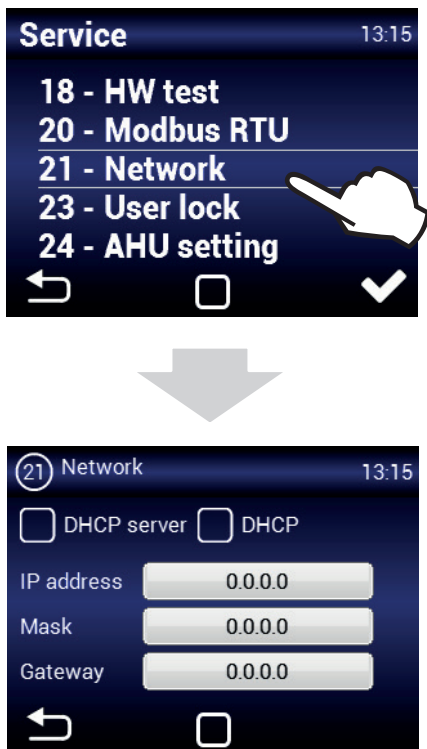 Service 13:15
18 - HW test
20 - Modbus RTU
21 - Network
23 - User lock
24 - AHU setting
21 Network 13:15
DHCP server DHCP
IP address 0.0.0.0
Mask 0.0.0.0
Gateway 0.0.0.0